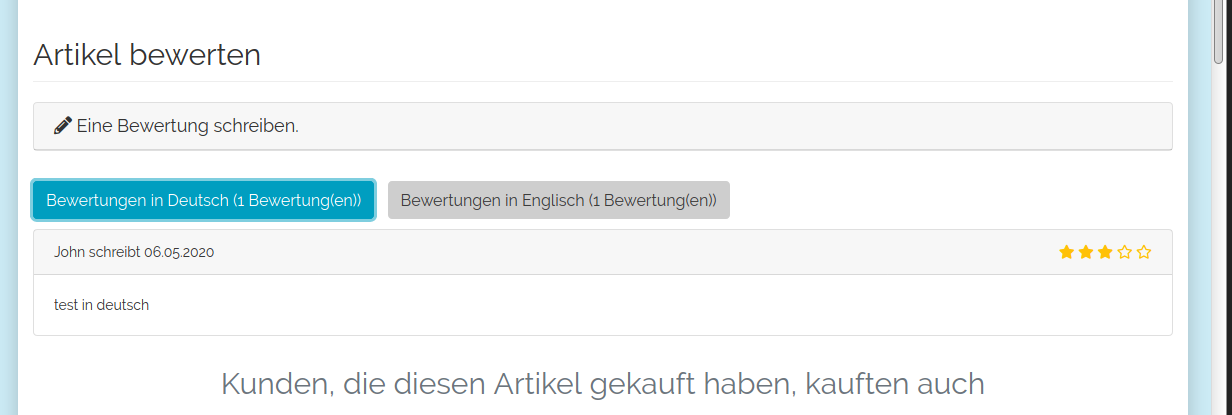 Artikel bewerten
Eine Bewertung schreiben.
Bewertungen in Deutsch (1 Bewertung(en)) Bewertungen in Englisch (1 Bewertung(en))
John schreibt 06.05.2020
test in deutsch
Kunden, die diesen Artikel gekauft haben, kauften auch